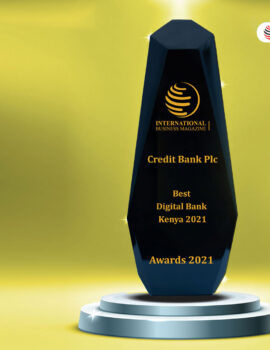 INTERNATIONAL
BUSINESS MAGAZINE
Credit Bank Plc
Best
Digital Bank
Kenya 2021
Awards 2021